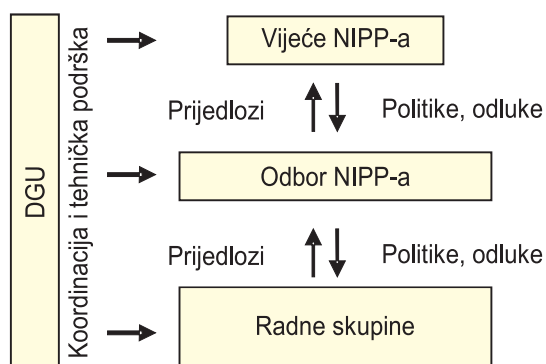 DGU
Koordinacija i tehnička podrška
Vijeće NIPP-a
Prijedlozi
Politike, odluke
Odbor NIPP-a
Prijedlozi
Politike, odluke
Radne skupine